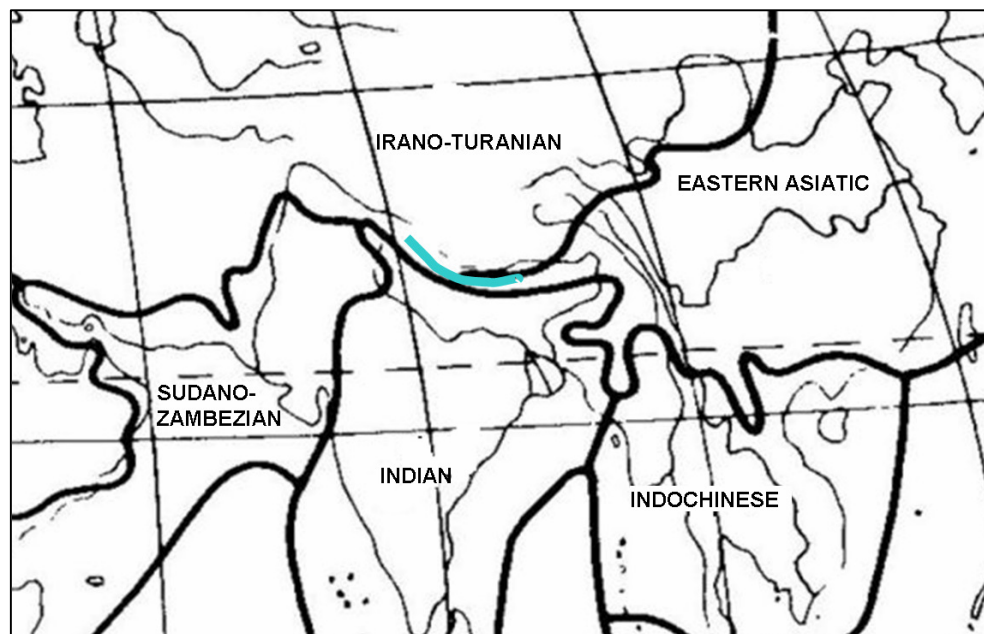 IRANO-TURANIAN
EASTERN ASIATIC
SUDANO-
ZAMBEZIAN
INDIAN
INDOCHINESE